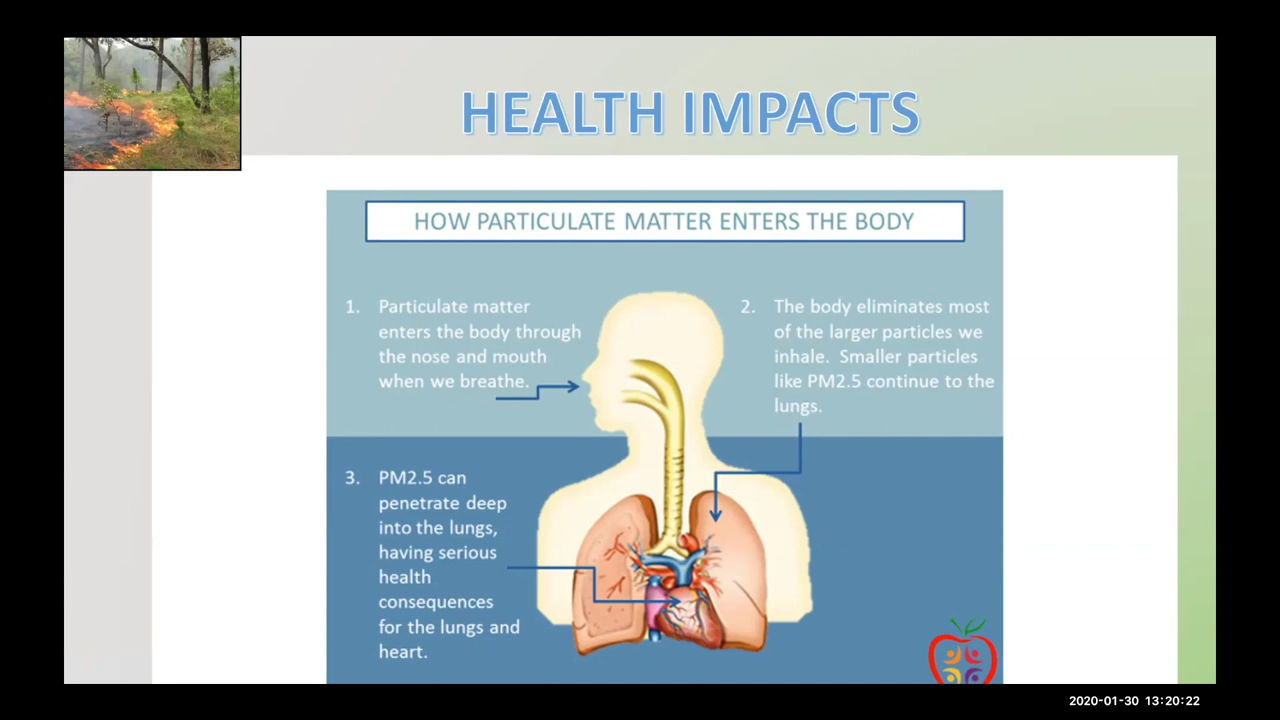 HEALTH IMPACTS
HOW PARTICULATE MATTER ENTERS THE BODY
1. Particulate matter
enters the body through
the nose and mouth
when we breathe.
2. The body eliminates most
of the larger particles we
inhale. Smaller particles
like PM2.5 continue to the
lungs.
3. PM2.5 can
penetrate deep
into the lungs,
having serious
health
consequences
for the lungs and
heart.
2020-01-30 13:20:22